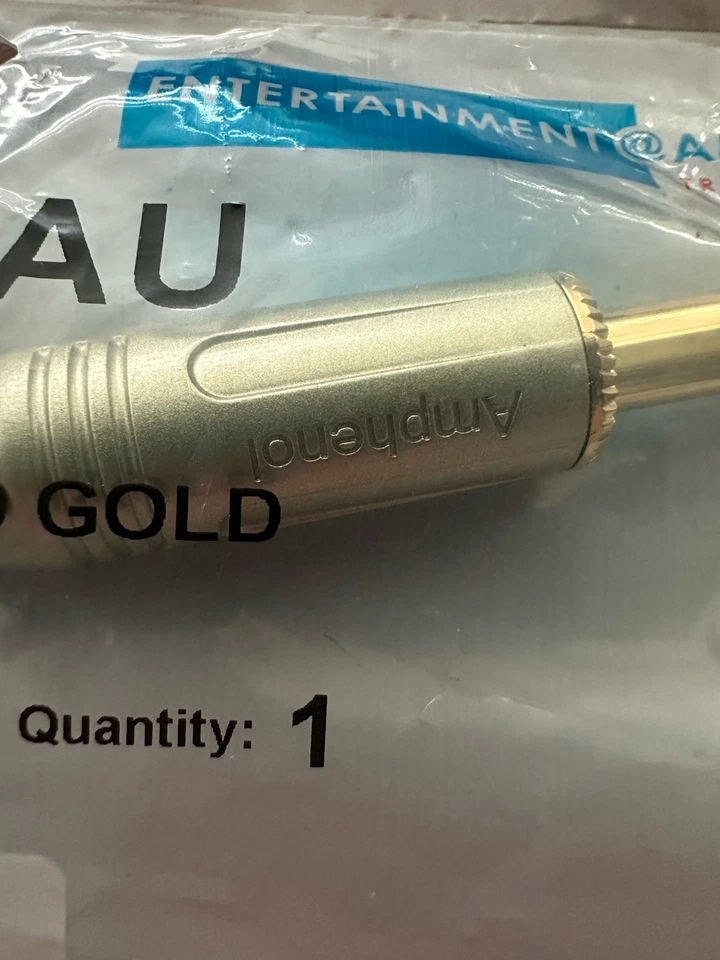 ENTERTAINMENT@A
AU
Amphenol
GOLD
Quantity: 1